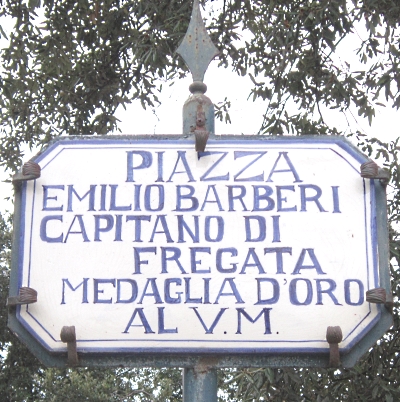 PIAZZA
EMILIO BARBERI
CAPITANO DI
FREGATA
MEDAGLIA D'ORO
AL V.M.